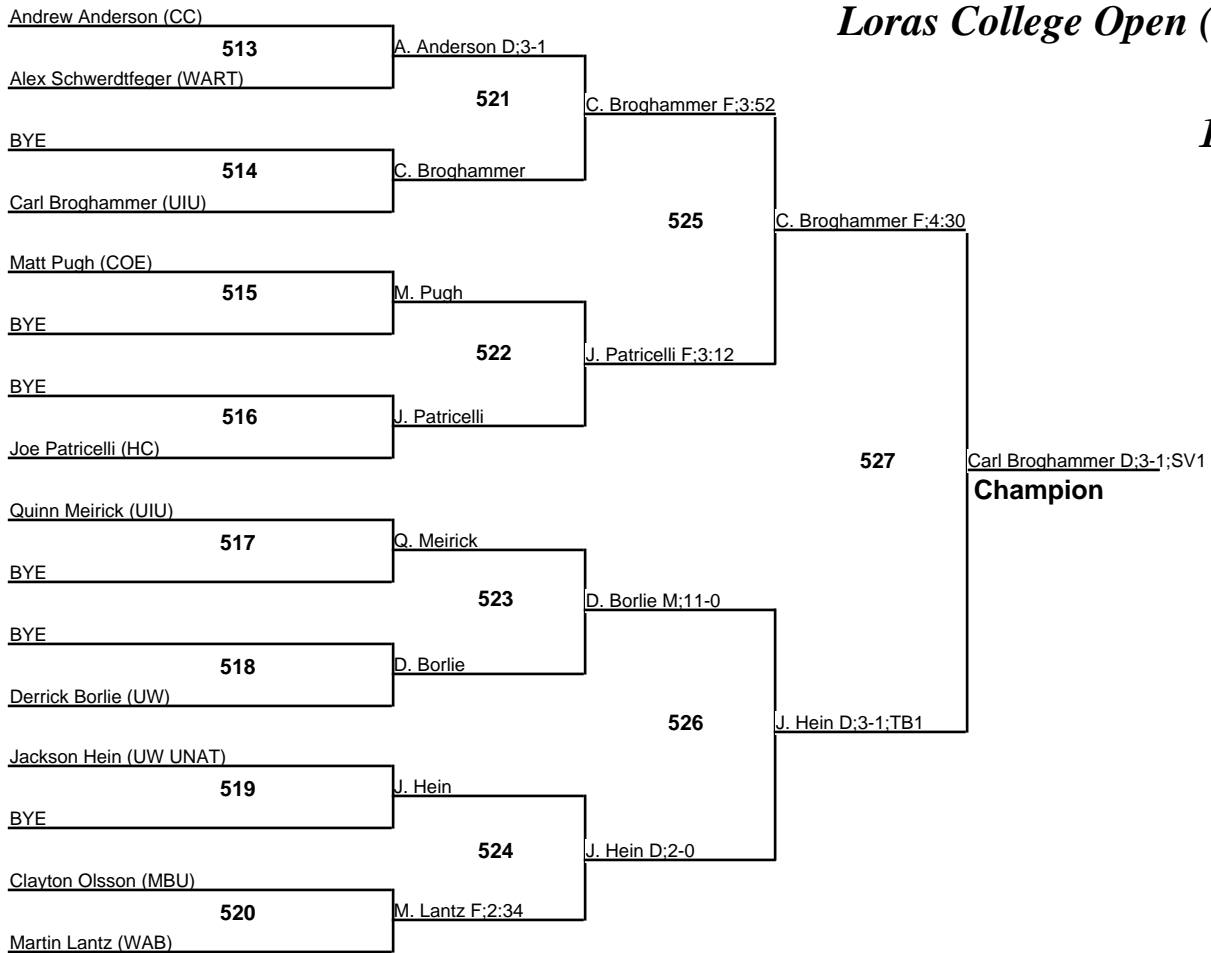 Loras College Open (
Andrew Anderson (CC)
513
A. Anderson D;3-1
Alex Schwerdtfeger (WART)
521
C. Broghammer F;3:52
BYE
514
C. Broghammer
Carl Broghammer (UIU)
525
C. Broghammer F;4:30
Matt Pugh (COE)
515
M. Pugh
BYE
522
J. Patricelli F;3:12
BYE
516
J. Patricelli
Joe Patricelli (HC)
527
Carl Broghammer D;3-1;SV1
Champion
Quinn Meirick (UIU)
517
Q. Meirick
BYE
523
D. Borlie M;11-0
BYE
518
D. Borlie
Derrick Borlie (UW)
526
J. Hein D;3-1;TB1
Jackson Hein (UW UNAT)
519
J. Hein
BYE
524
J. Hein D;2-0
Clayton Olsson (MBU)
520
M. Lantz F;2:34
Martin Lantz (WAB)